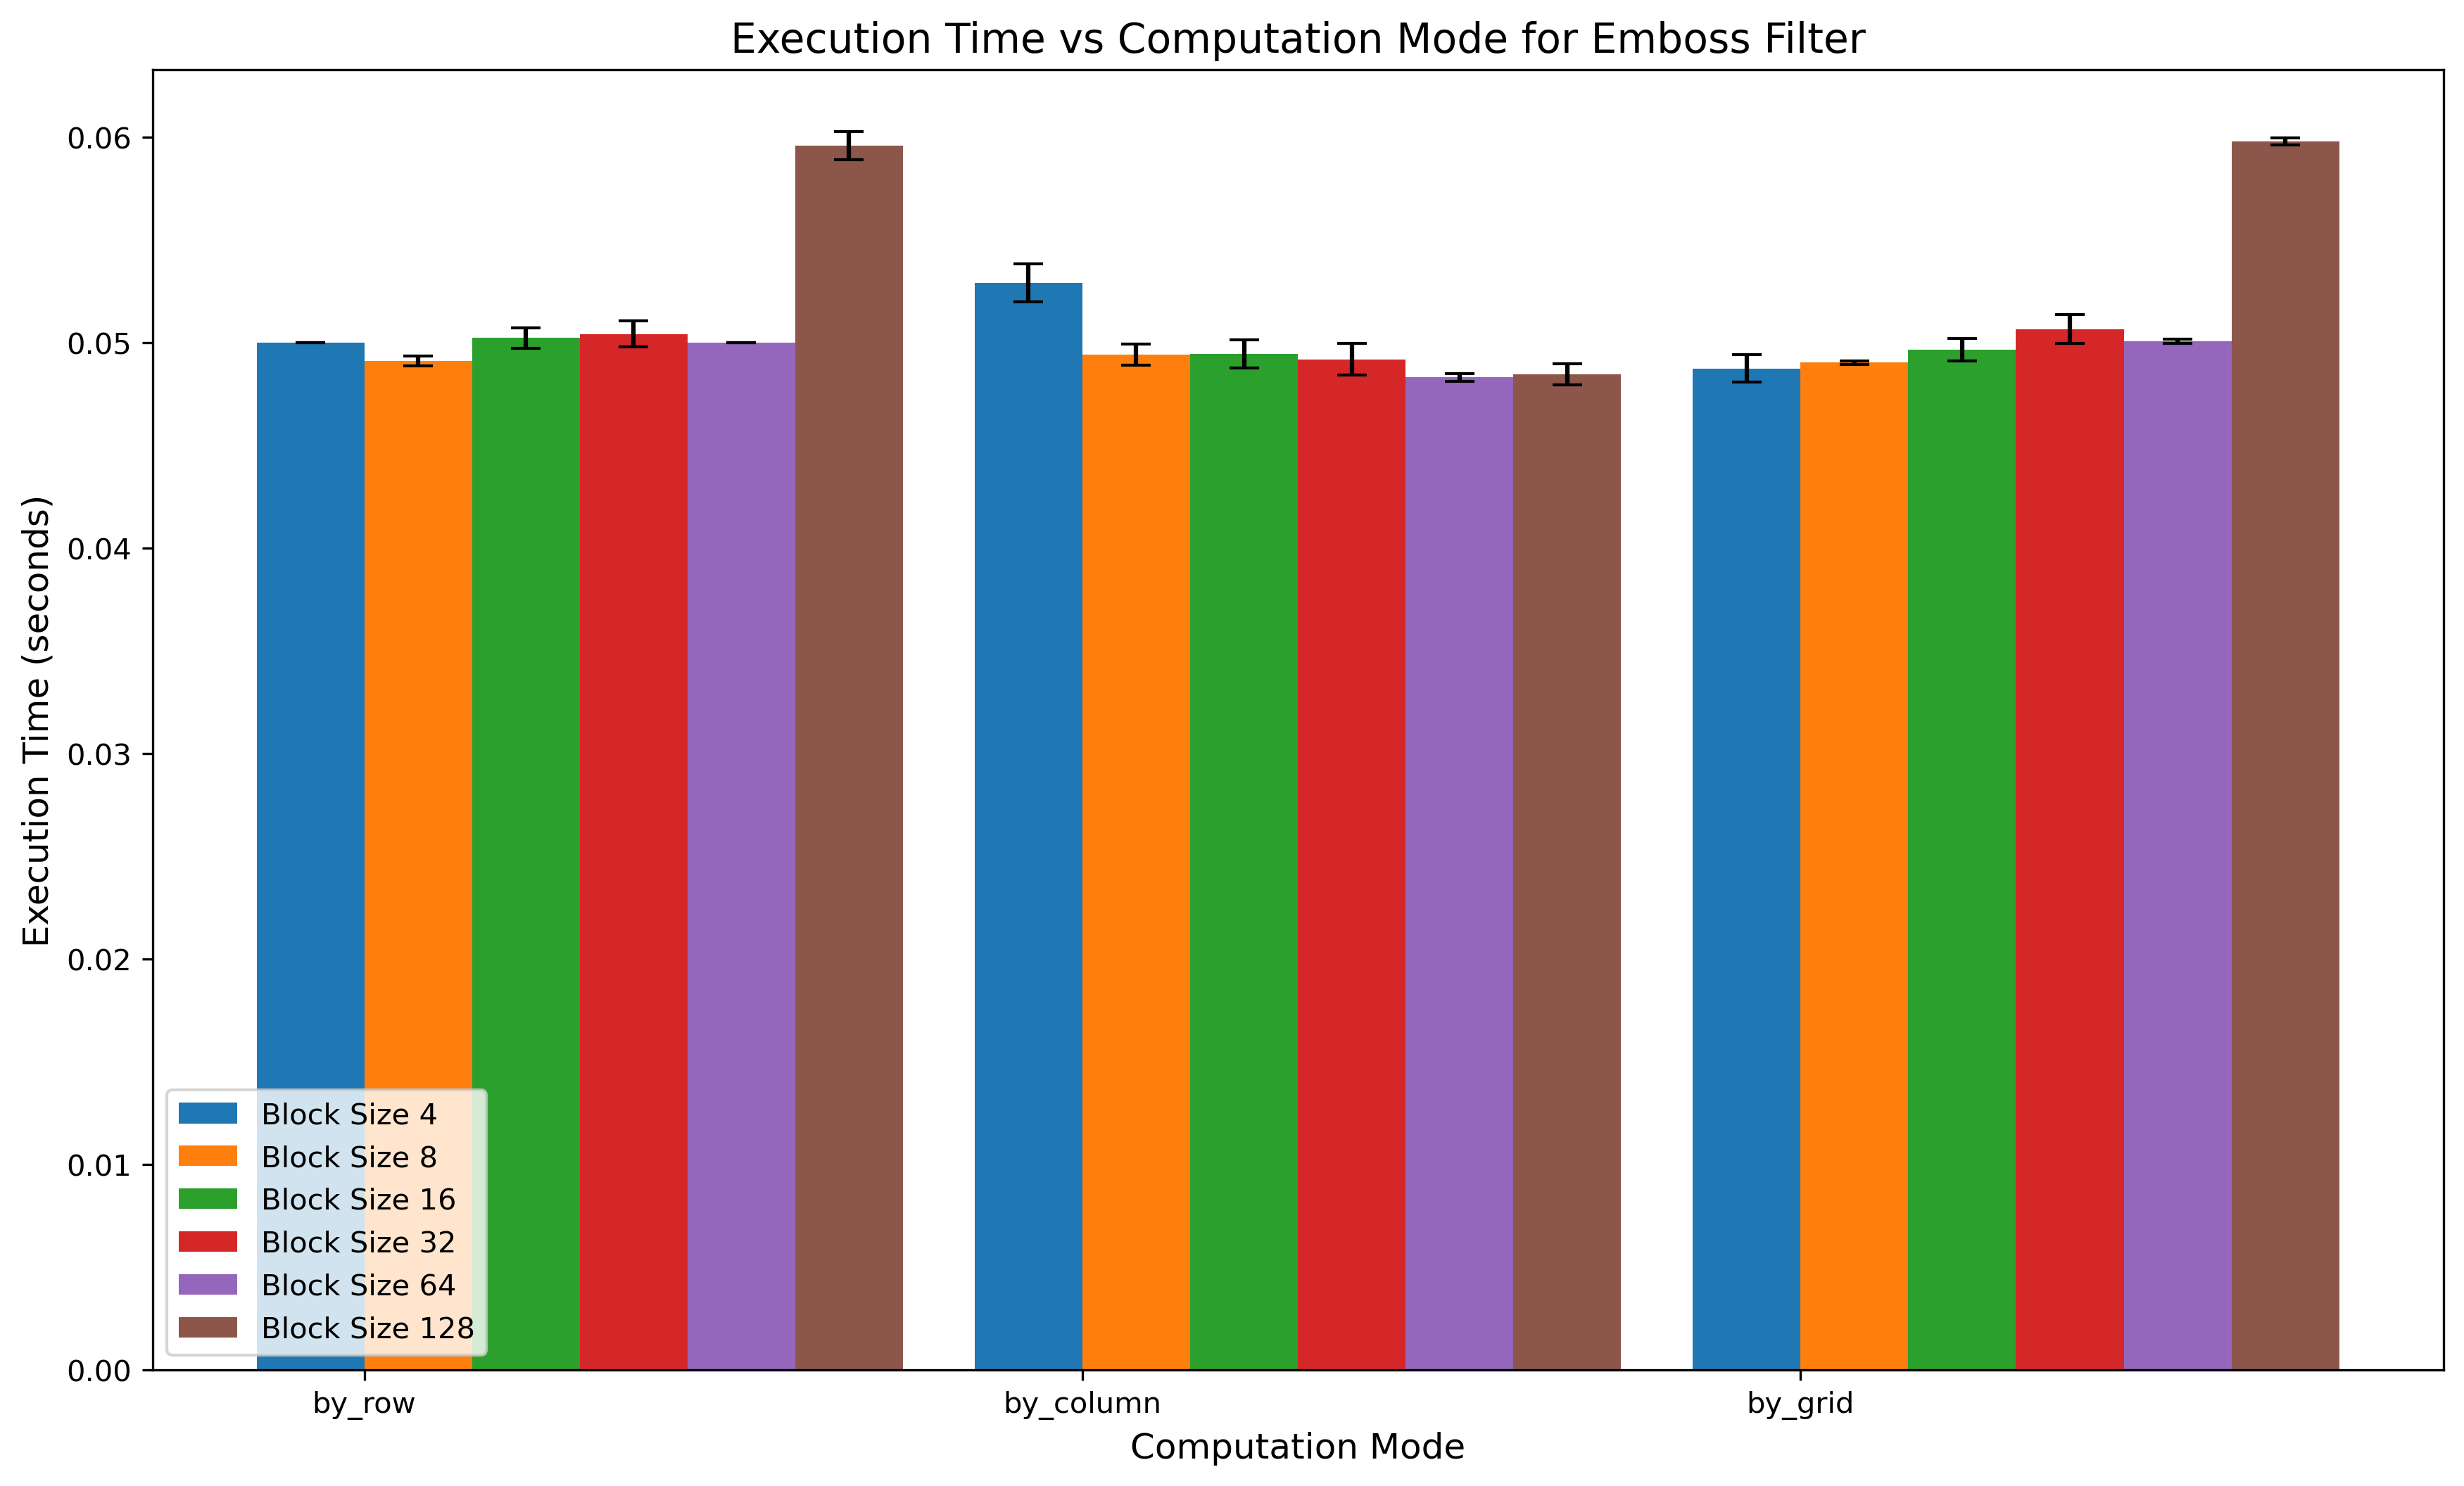 Execution Time vs Computation Mode for Emboss Filter
Execution Time (seconds)
0.06
0.05
0.04
0.03
0.02
0.01
0.00
Block Size 4
Block Size 8
Block Size 16
Block Size 32
Block Size 64
Block Size 128
by_row
by_column
by_grid
Computation Mode